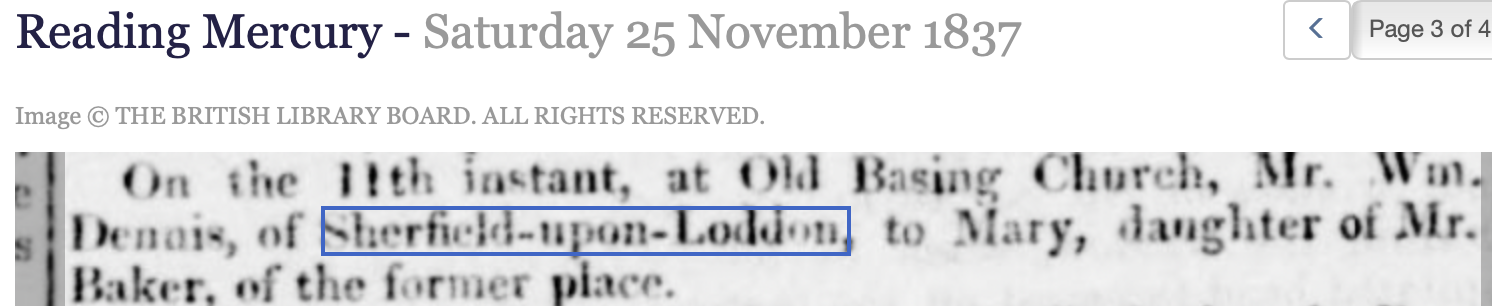 Reading Mercury - Saturday 25 November 1837
Page 3 of 4
Image © THE BRITISH LIBRARY BOARD. ALL RIGHTS RESERVED.
On the 11th instant, at Old Basing Church, Mr. Wm.
Dennis, of Sherfield-upon-Loddon, to Mary, daughter of Mr.
Baker, of the former place.